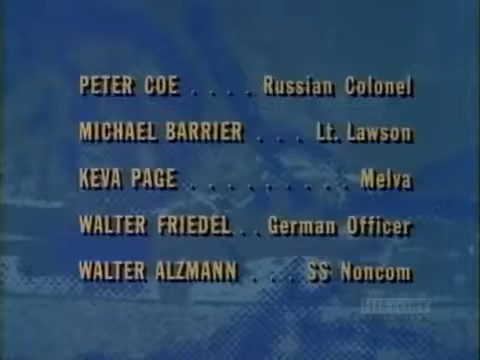 PETER COE . . . . Russian Colonel
MICHAEL BARRIER . . . Lt. Lawson
KEVA PAGE . . . . . . . . . Melva
WALTER FRIEDEL . . German Officer
WALTER ALZMANN . . . SS Noncom